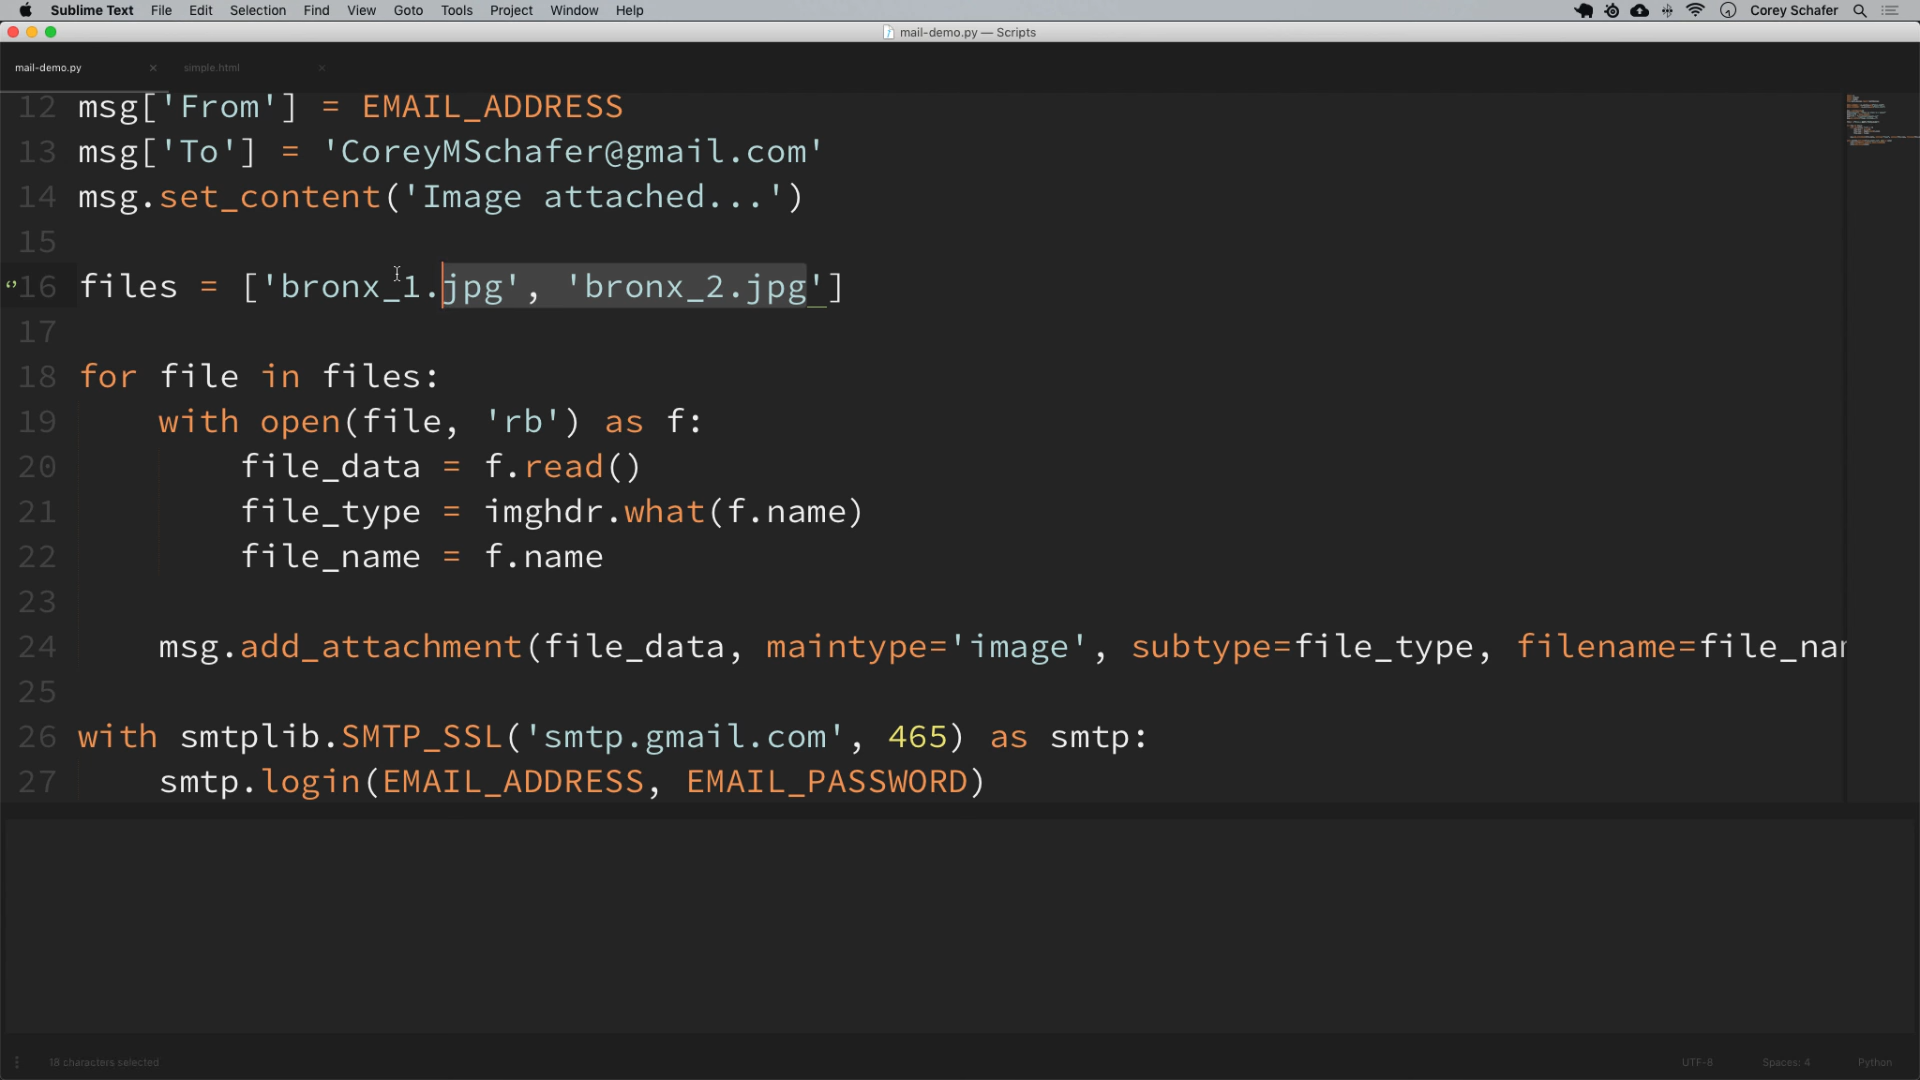 Sublime Text File Edit Selection Find View Goto Tools Project Window Help Corey Schafer
mail-demo.py — Scripts
mail-demo.py simple.html
12 msg['From'] = EMAIL_ADDRESS
13 msg['To'] = 'CoreyMSchafer@gmail.com'
14 msg.set_content('Image attached...')
15
16 files = ['bronx_1.jpg', 'bronx_2.jpg']
17
18 for file in files:
19 with open(file, 'rb') as f:
20 file_data = f.read()
21 file_type = imghdr.what(f.name)
22 file_name = f.name
23
24 msg.add_attachment(file_data, maintype='image', subtype=file_type, filename=file_nam
25
26 with smtplib.SMTP_SSL('smtp.gmail.com', 465) as smtp:
27 smtp.login(EMAIL_ADDRESS, EMAIL_PASSWORD)
18 characters selected UTF-8 Spaces: 4 Python